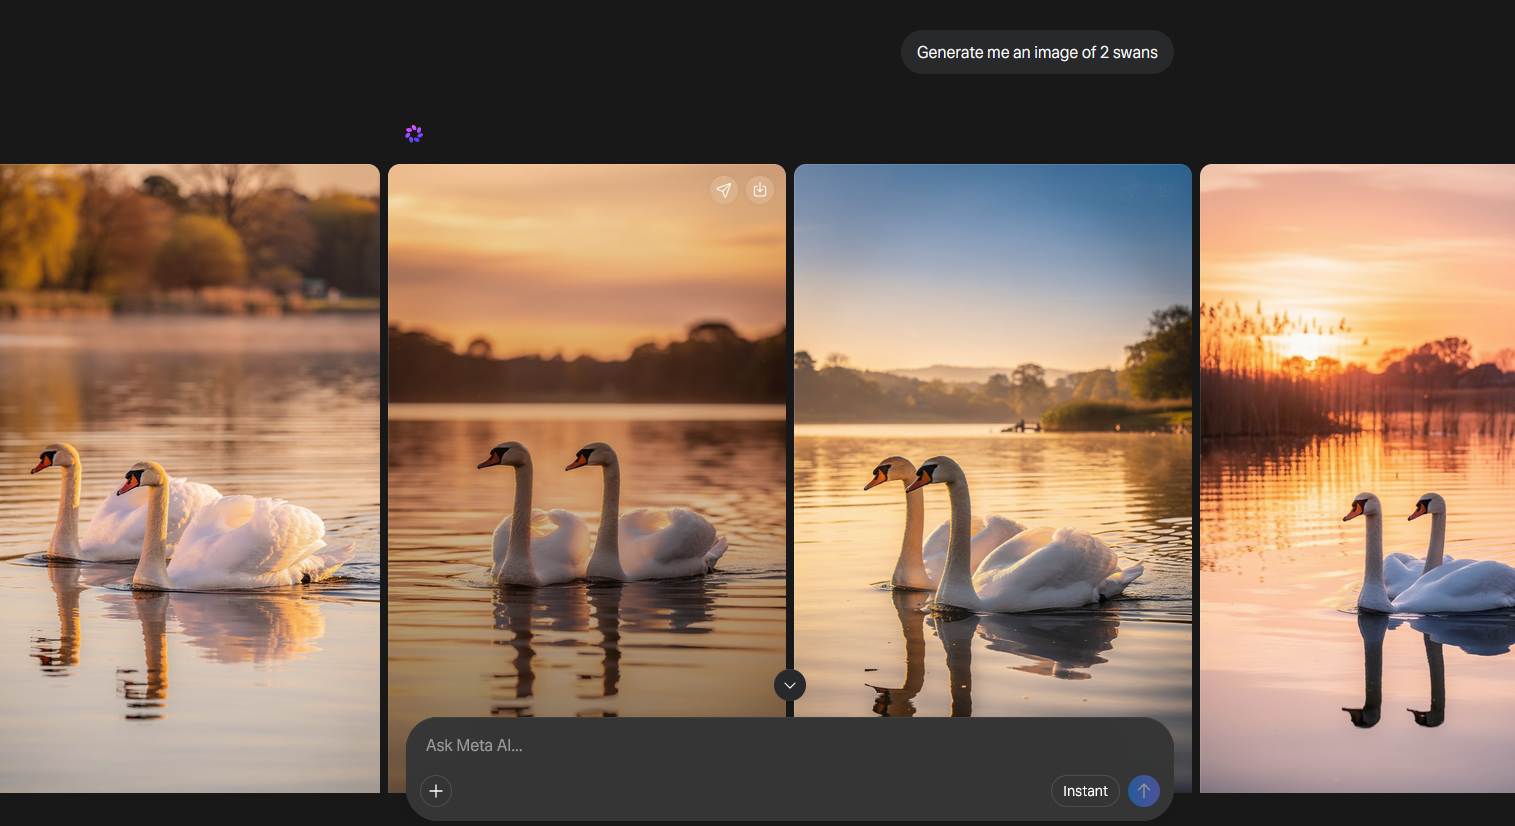 Generate me an image of 2 swans
Ask Meta AI...
Instant